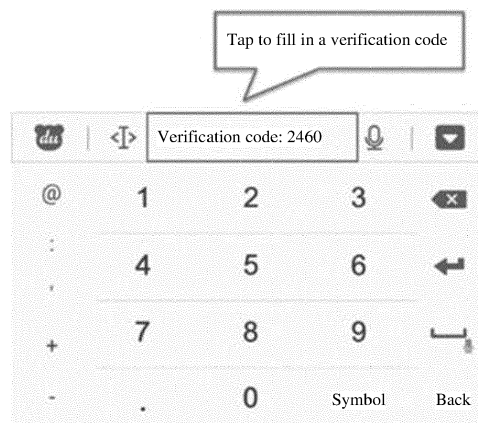 Tap to fill in a verification code
du Verification code: 2460
@ 1 2 3
: 4 5 6
,
+ 7 8 9
- . 0 Symbol Back